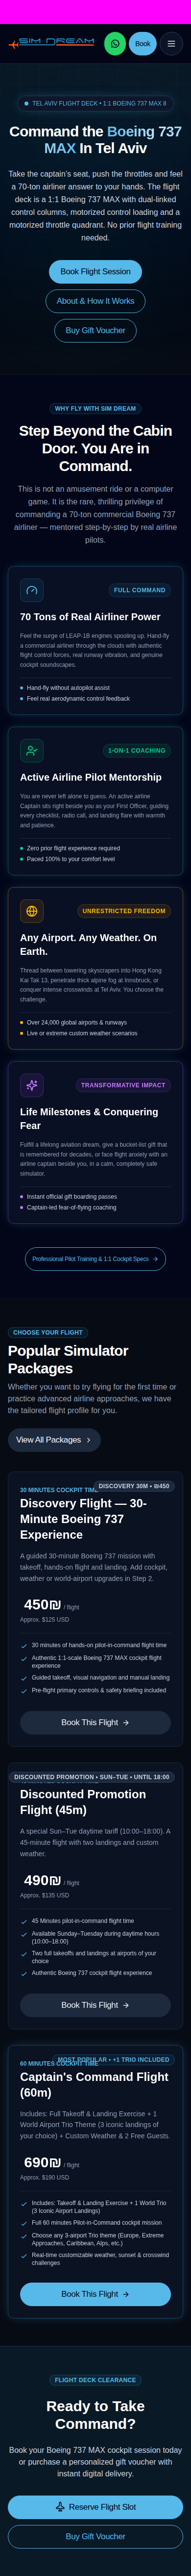 SIM DREAM
Book
TEL AVIV FLIGHT DECK • 1:1 BOEING 737 MAX 8
Command the Boeing 737
MAX In Tel Aviv
Take the captain's seat, push the throttles and feel
a 70-ton airliner answer to your hands. The flight
deck is a 1:1 Boeing 737 MAX with dual-linked
control columns, motorized control loading and a
motorized throttle quadrant. No prior flight training
needed.
Book Flight Session
About & How It Works
Buy Gift Voucher
WHY FLY WITH SIM DREAM
Step Beyond the Cabin
Door. You Are in
Command.
This is not an amusement ride or a computer
game. It is the rare, thrilling privilege of
commanding a 70-ton commercial Boeing 737
airliner — mentored step-by-step by real airline
pilots.
FULL COMMAND
70 Tons of Real Airliner Power
Feel the surge of LEAP-1B engines spooling up. Hand-fly
a commercial airliner through the clouds with authentic
flight control forces, real runway vibration, and genuine
cockpit soundscapes.
Hand-fly without autopilot assist
Feel real aerodynamic control feedback
1-ON-1 COACHING
Active Airline Pilot Mentorship
You are never left alone to guess. An active airline
Captain sits right beside you as your First Officer, guiding
every checklist, radio call, and landing flare with warmth
and patience.
Zero prior flight experience required
Paced 100% to your comfort level
UNRESTRICTED FREEDOM
Any Airport. Any Weather. On
Earth.
Thread between towering skyscrapers into Hong Kong
Kai Tak 13, penetrate thick alpine fog at Innsbruck, or
conquer intense crosswinds at Tel Aviv. You choose the
challenge.
Over 24,000 global airports & runways
Live or extreme custom weather scenarios
TRANSFORMATIVE IMPACT
Life Milestones & Conquering
Fear
Fulfill a lifelong aviation dream, give a bucket-list gift that
is remembered for decades, or face flight anxiety with an
airline captain beside you, in a calm, completely safe
simulator.
Instant official gift boarding passes
Captain-led fear-of-flying coaching
Professional Pilot Training & 1:1 Cockpit Specs →
CHOOSE YOUR FLIGHT
Popular Simulator
Packages
Whether you want to try flying for the first time or
practice advanced airline approaches, we have
the tailored flight profile for you.
View All Packages
DISCOVERY 30M • ₪450
30 MINUTES COCKPIT TIME
Discovery Flight — 30-
Minute Boeing 737
Experience
A guided 30-minute Boeing 737 mission with
takeoff, hands-on flight and landing. Add cockpit,
weather or world-airport upgrades in Step 2.
450₪ / flight
Approx. $125 USD
30 minutes of hands-on pilot-in-command flight time
Authentic 1:1-scale Boeing 737 MAX cockpit flight
experience
Guided takeoff, visual navigation and manual landing
Pre-flight primary controls & safety briefing included
Book This Flight →
DISCOUNTED PROMOTION • SUN–TUE • UNTIL 18:00
Discounted Promotion
Flight (45m)
A special Sun–Tue daytime tariff (10:00–18:00). A
45-minute flight with two landings and custom
weather.
490₪ / flight
Approx. $135 USD
45 Minutes pilot-in-command flight time
Available Sunday–Tuesday during daytime hours
(10:00–18:00)
Two full takeoffs and landings at airports of your
choice
Authentic Boeing 737 cockpit flight experience
Book This Flight →
MOST POPULAR • +1 TRIO INCLUDED
60 MINUTES COCKPIT TIME
Captain's Command Flight
(60m)
Includes: Full Takeoff & Landing Exercise + 1
World Airport Trio Theme (3 Iconic landings of
your choice) + Custom Weather & 2 Free Guests.
690₪ / flight
Approx. $190 USD
Includes: Takeoff & Landing Exercise + 1 World Trio
(3 Iconic Airport Landings)
Full 60 minutes Pilot-in-Command cockpit mission
Choose any 3-airport Trio theme (Europe, Extreme
Approaches, Caribbean, Alps, etc.)
Real-time customizable weather, sunset & crosswind
challenges
Book This Flight →
FLIGHT DECK CLEARANCE
Ready to Take
Command?
Book your Boeing 737 MAX cockpit session today
or purchase a personalized gift voucher with
instant digital delivery.
Reserve Flight Slot
Buy Gift Voucher